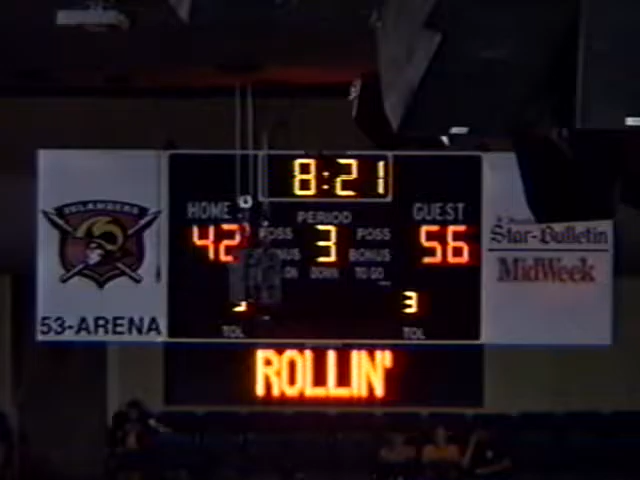 8:21
HOME
PERIOD
GUEST
42
POSS
3
POSS
56
BONUS
ON
DOWN
TO GO
3
TOL
TOL
ISLANDERS
53-ARENA
Star-Bulletin
MidWeek
ROLLIN'